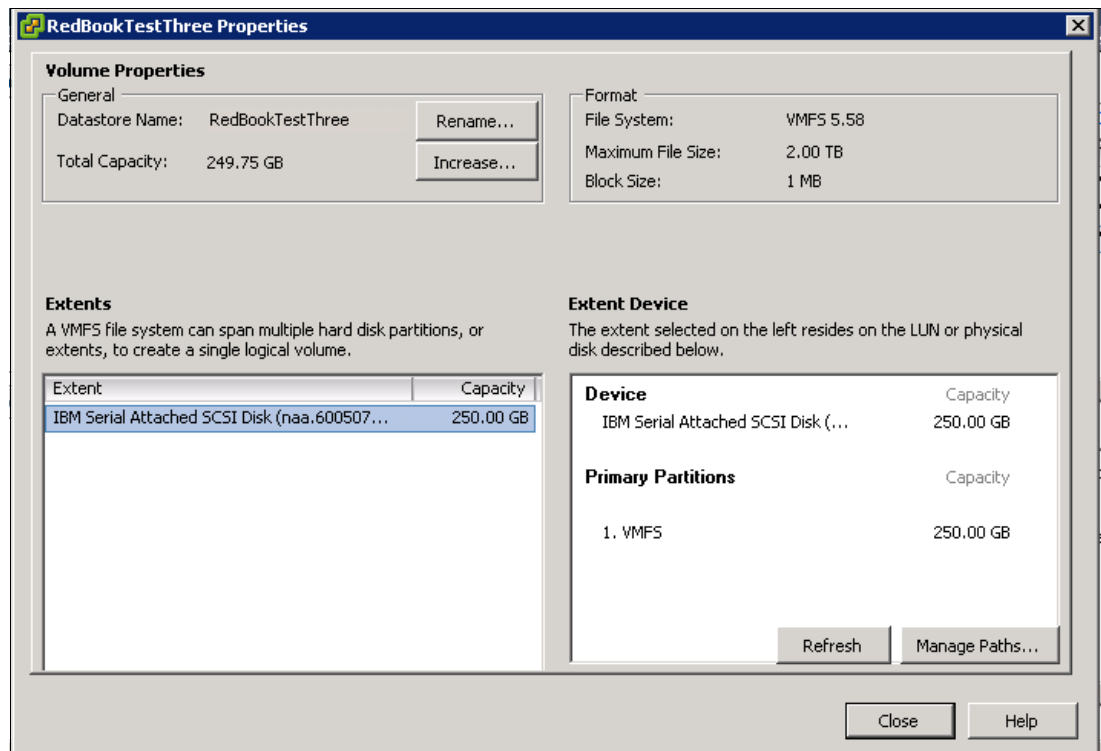 RedBookTestThree Properties
Volume Properties
General
Datastore Name: RedBookTestThree
Rename...
Total Capacity: 249.75 GB
Increase...
Format
File System: VMFS 5.58
Maximum File Size: 2.00 TB
Block Size: 1 MB
Extents
A VMFS file system can span multiple hard disk partitions, or
extents, to create a single logical volume.
Extent Capacity
IBM Serial Attached SCSI Disk (naa.600507... 250.00 GB
Extent Device
The extent selected on the left resides on the LUN or physical
disk described below.
Device Capacity
IBM Serial Attached SCSI Disk (... 250.00 GB
Primary Partitions Capacity
1. VMFS 250.00 GB
Refresh
Manage Paths...
Close
Help